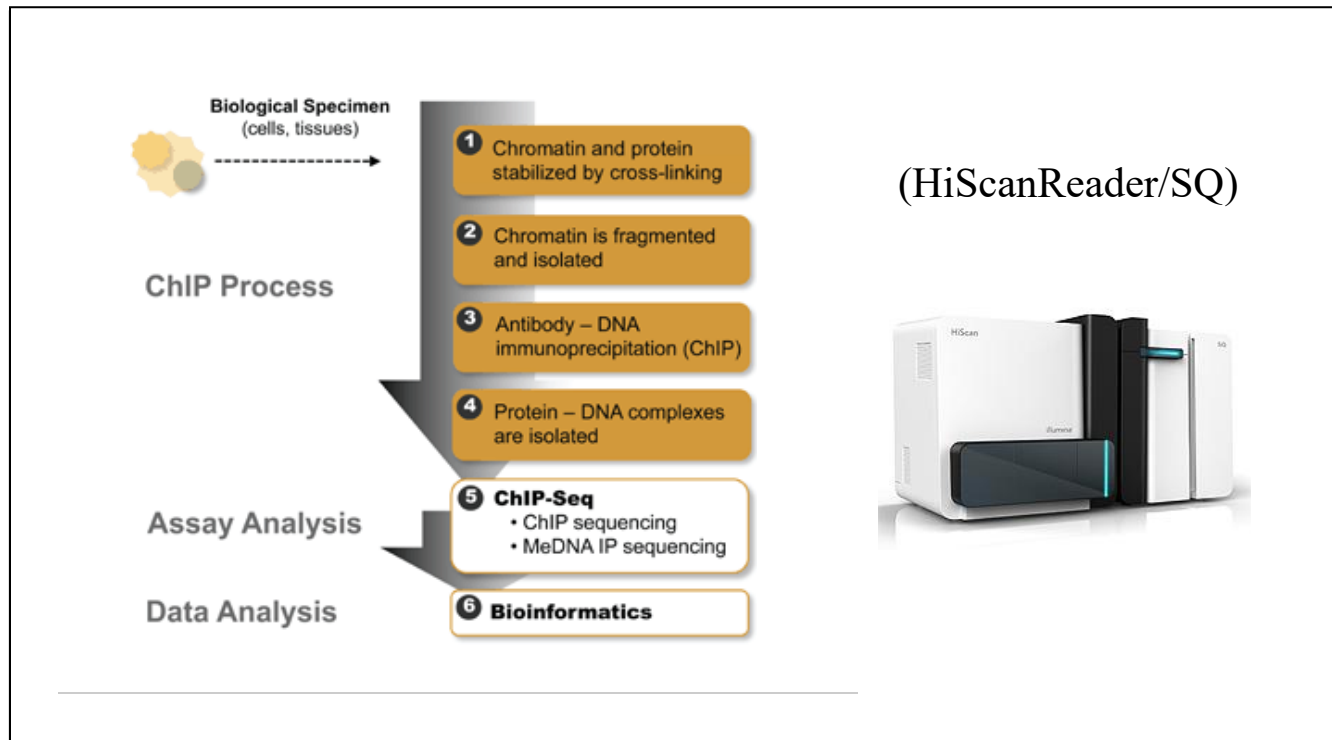 Biological Specimen
(cells, tissues)
ChIP Process
1 Chromatin and protein
stabilized by cross-linking
2 Chromatin is fragmented
and isolated
3 Antibody – DNA
immunoprecipitation (ChIP)
4 Protein – DNA complexes
are isolated
Assay Analysis
5 ChIP-Seq
• ChIP sequencing
• MeDNA IP sequencing
Data Analysis
6 Bioinformatics
(HiScanReader/SQ)
HiScan
SQ
illumina